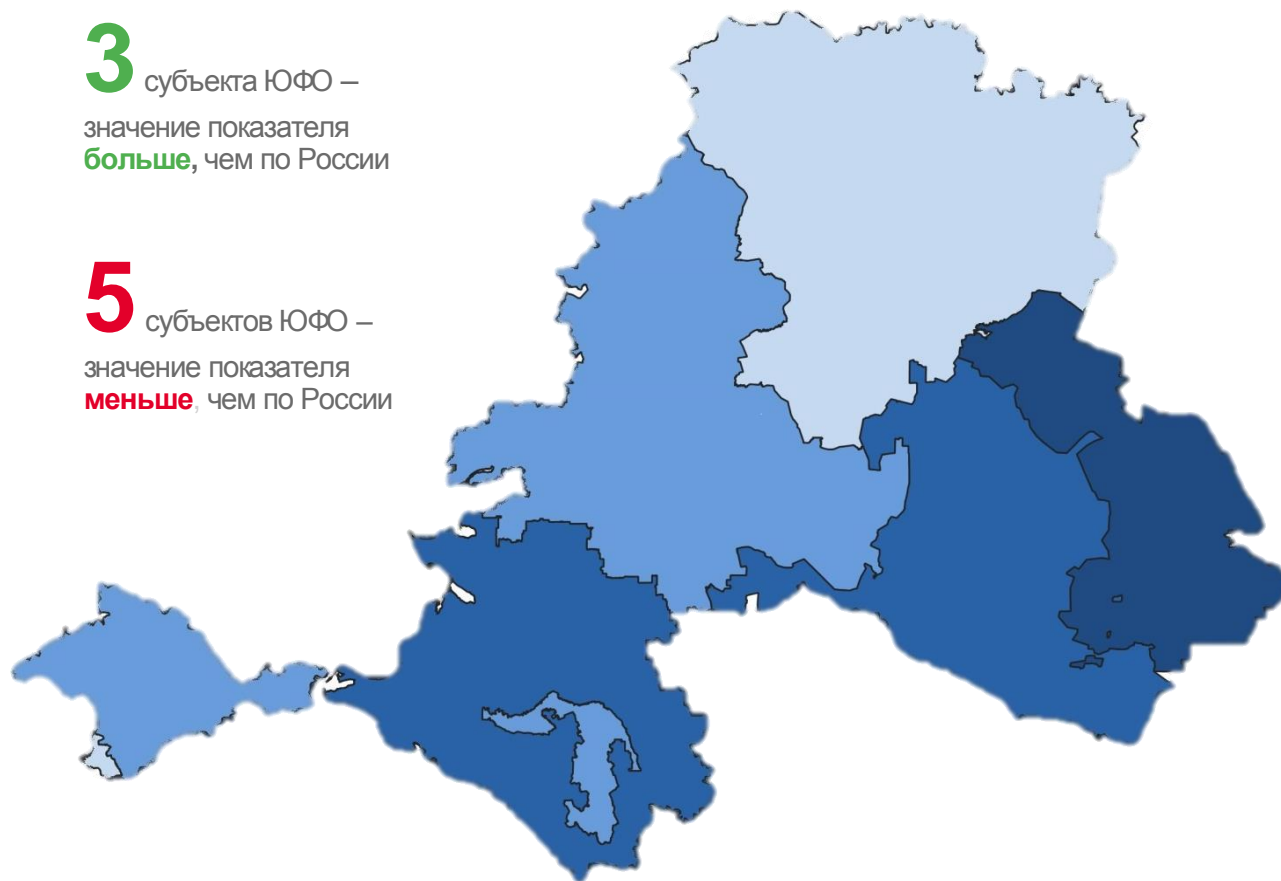 3 субъекта ЮФО –
значение показателя
больше, чем по России
5 субъектов ЮФО –
значение показателя
меньше, чем по России